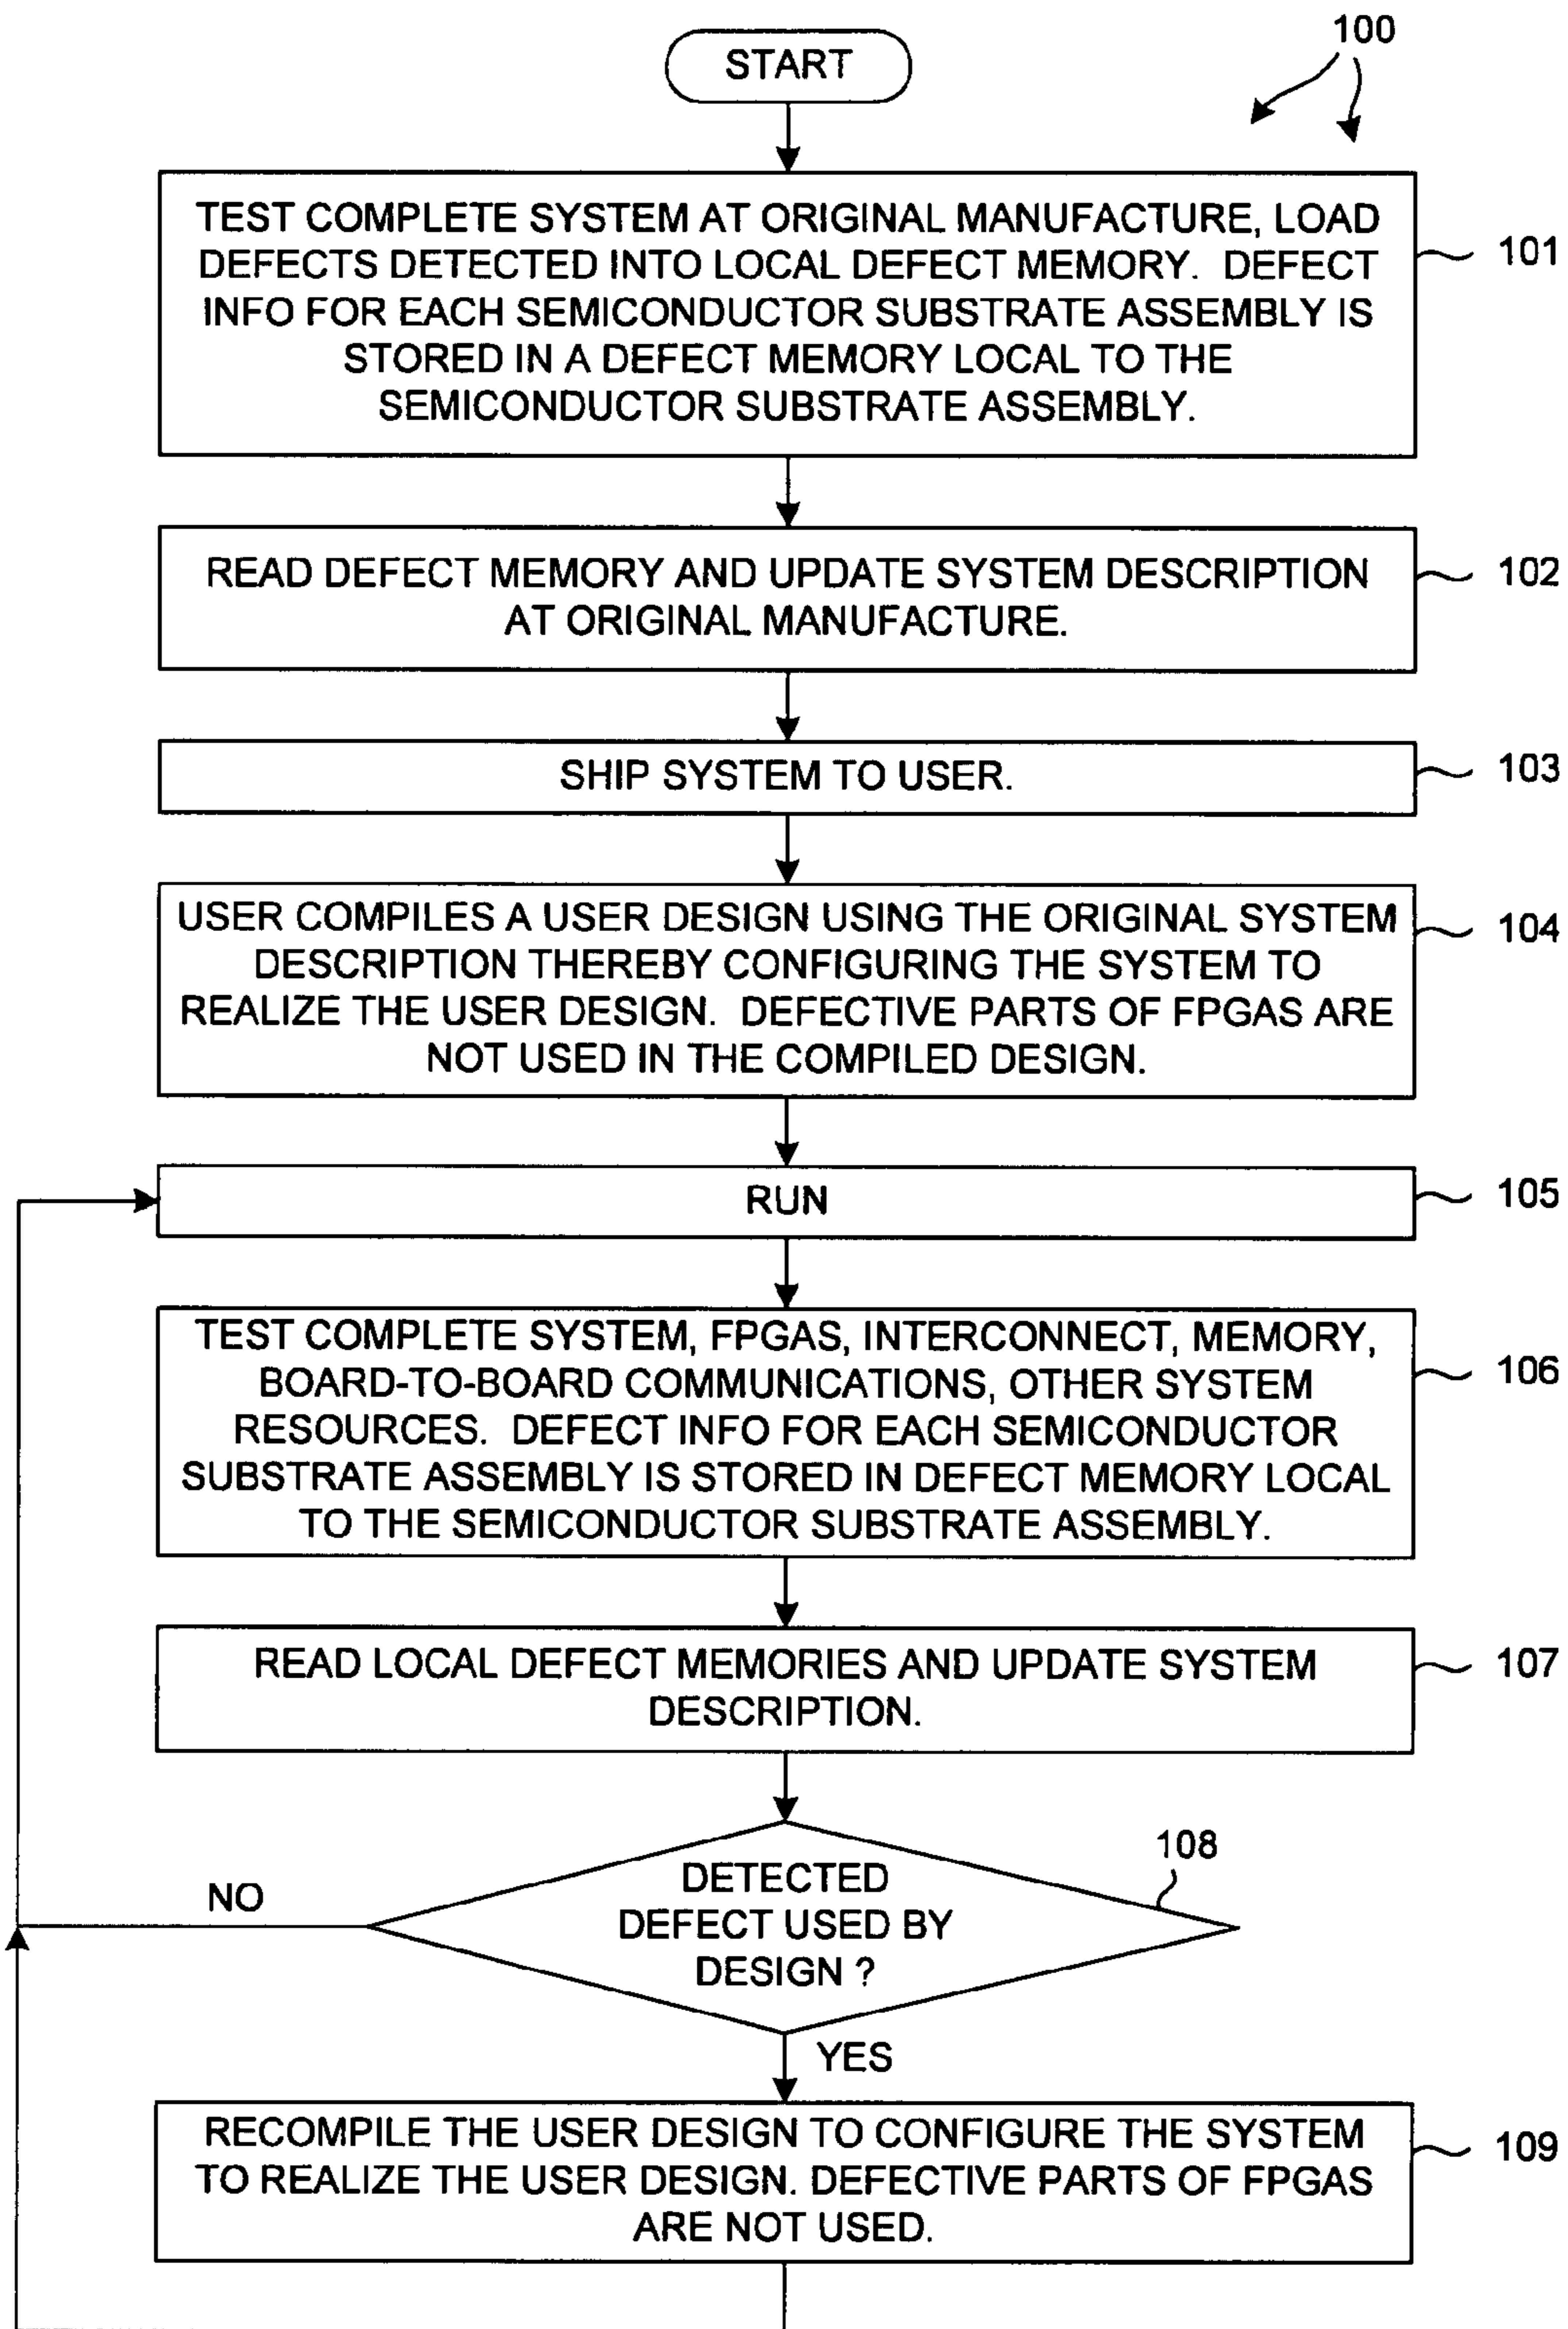 100
START
TEST COMPLETE SYSTEM AT ORIGINAL MANUFACTURE, LOAD
DEFECTS DETECTED INTO LOCAL DEFECT MEMORY. DEFECT
INFO FOR EACH SEMICONDUCTOR SUBSTRATE ASSEMBLY IS
STORED IN A DEFECT MEMORY LOCAL TO THE
SEMICONDUCTOR SUBSTRATE ASSEMBLY.
101
READ DEFECT MEMORY AND UPDATE SYSTEM DESCRIPTION
AT ORIGINAL MANUFACTURE.
102
SHIP SYSTEM TO USER.
103
USER COMPILES A USER DESIGN USING THE ORIGINAL SYSTEM
DESCRIPTION THEREBY CONFIGURING THE SYSTEM TO
REALIZE THE USER DESIGN. DEFECTIVE PARTS OF FPGAS ARE
NOT USED IN THE COMPILED DESIGN.
104
RUN
105
TEST COMPLETE SYSTEM, FPGAS, INTERCONNECT, MEMORY,
BOARD-TO-BOARD COMMUNICATIONS, OTHER SYSTEM
RESOURCES. DEFECT INFO FOR EACH SEMICONDUCTOR
SUBSTRATE ASSEMBLY IS STORED IN DEFECT MEMORY LOCAL
TO THE SEMICONDUCTOR SUBSTRATE ASSEMBLY.
106
READ LOCAL DEFECT MEMORIES AND UPDATE SYSTEM
DESCRIPTION.
107
DETECTED
DEFECT USED BY
DESIGN ?
108
NO
YES
RECOMPILE THE USER DESIGN TO CONFIGURE THE SYSTEM
TO REALIZE THE USER DESIGN. DEFECTIVE PARTS OF FPGAS
ARE NOT USED.
109